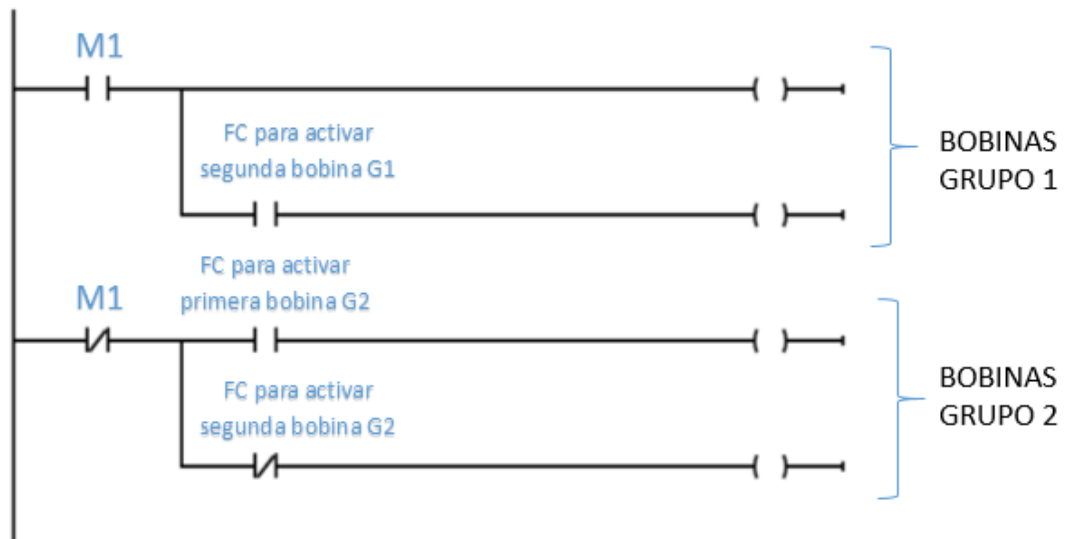 M1
FC para activar
segunda bobina G1
BOBINAS
GRUPO 1
FC para activar
primera bobina G2
M1
FC para activar
segunda bobina G2
BOBINAS
GRUPO 2